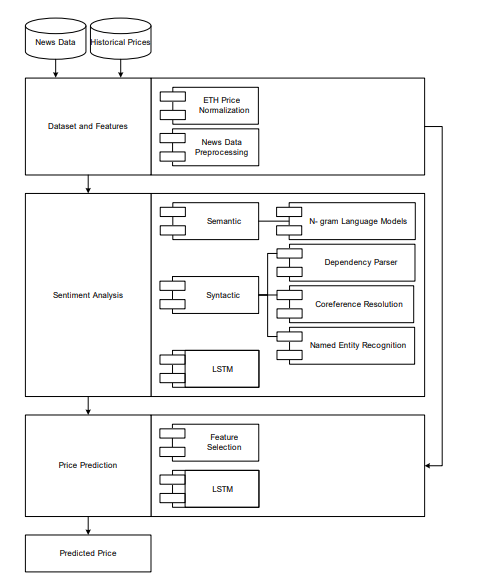 News Data
Historical Prices
Dataset and Features
ETH Price
Normalization
News Data
Preprocessing
Sentiment Analysis
Semantic
N- gram Language Models
Dependency Parser
Syntactic
Coreference Resolution
Named Entity Recognition
LSTM
Price Prediction
Feature
Selection
LSTM
Predicted Price